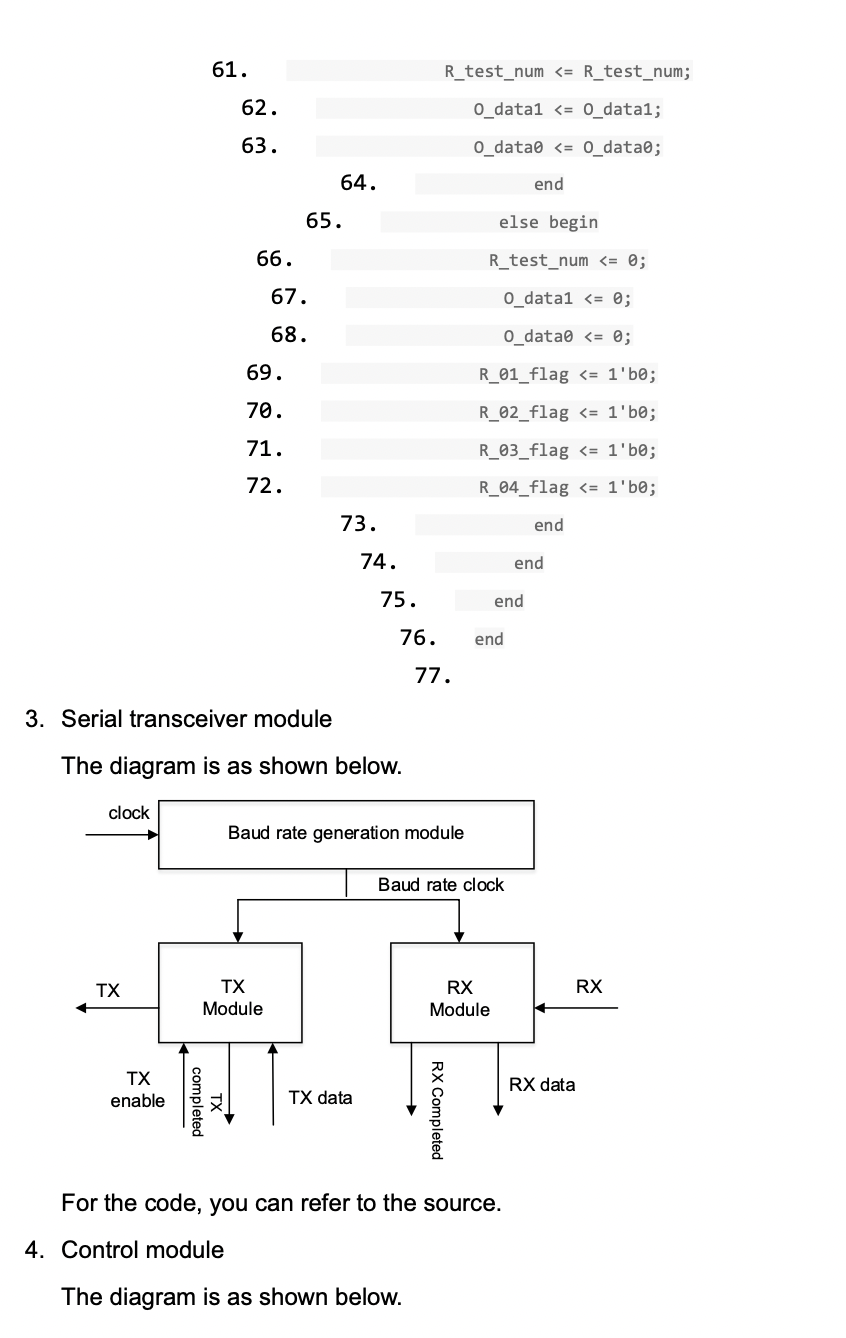 61. R_test_num <= R_test_num;
62. O_data1 <= O_data1;
63. O_data0 <= O_data0;
64. end
65. else begin
66. R_test_num <= 0;
67. O_data1 <= 0;
68. O_data0 <= 0;
69. R_01_flag <= 1'b0;
70. R_02_flag <= 1'b0;
71. R_03_flag <= 1'b0;
72. R_04_flag <= 1'b0;
73. end
74. end
75. end
76. end
77.
3. Serial transceiver module
The diagram is as shown below.
clock
Baud rate generation module
Baud rate clock
TX
TX
Module
RX
Module
RX
TX
enable
TX
completed
TX data
RX Completed
RX data
For the code, you can refer to the source.
4. Control module
The diagram is as shown below.